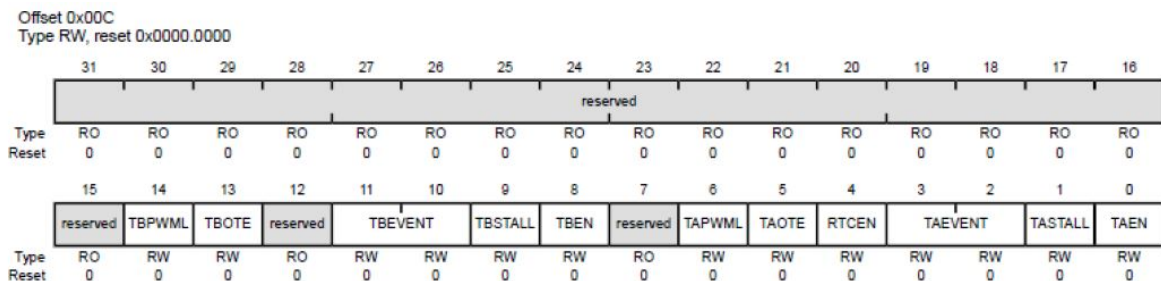 Offset 0x00C
Type RW, reset 0x0000.0000
31 30 29 28 27 26 25 24 23 22 21 20 19 18 17 16
reserved
Type RO RO RO RO RO RO RO RO RO RO RO RO RO RO RO RO
Reset 0 0 0 0 0 0 0 0 0 0 0 0 0 0 0 0
15 14 13 12 11 10 9 8 7 6 5 4 3 2 1 0
reserved TBPWML TBOTE reserved TBEVENT TBSTALL TBEN reserved TAPWML TAOTE RTCEN TAEVENT TASTALL TAEN
Type RO RW RW RO RW RW RW RW RO RW RW RW RW RW RW RW
Reset 0 0 0 0 0 0 0 0 0 0 0 0 0 0 0 0